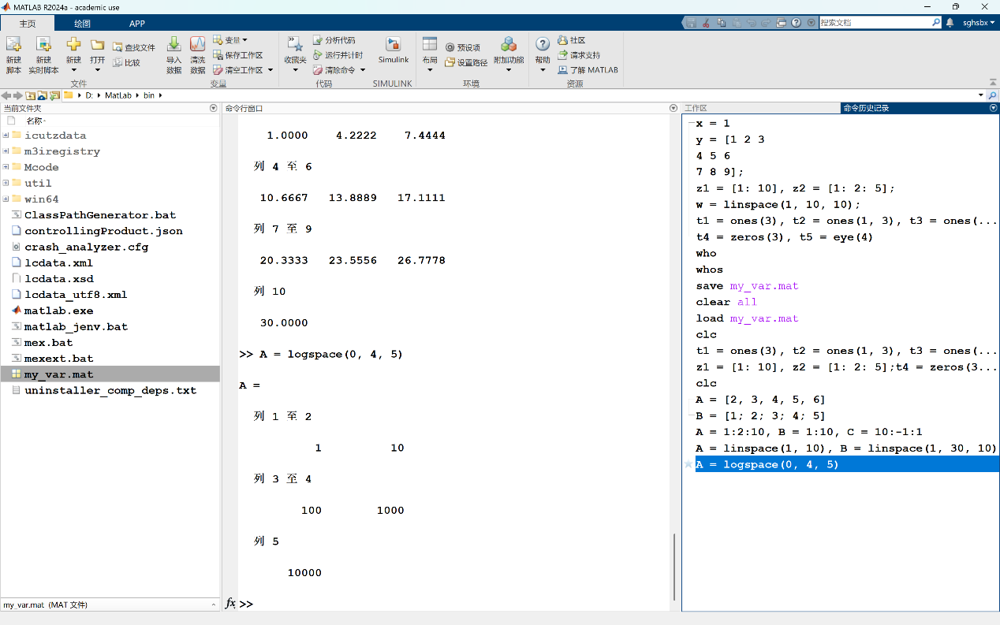 MATLAB R2024a - academic use
主页 绘图 APP
搜索文档 sghsbx
新建脚本 新建实时脚本 新建 打开 查找文件 比较
文件
导入数据 清洗数据 变量 保存工作区 清空工作区
变量
收藏夹 分析代码 运行并计时 清除命令
代码
Simulink
SIMULINK
布局 预设项 设置路径 附加功能
环境
帮助 社区 请求支持 了解 MATLAB
资源
D: MatLab bin
当前文件夹
名称
icutzdata
m3iregistry
Mcode
util
win64
ClassPathGenerator.bat
controllingProduct.json
crash_analyzer.cfg
lcdata.xml
lcdata.xsd
lcdata_utf8.xml
matlab.exe
matlab_jenv.bat
mex.bat
mexext.bat
my_var.mat
uninstaller_comp_deps.txt
my_var.mat (MAT 文件)
命令行窗口
1.0000 4.2222 7.4444
列 4 至 6
10.6667 13.8889 17.1111
列 7 至 9
20.3333 23.5556 26.7778
列 10
30.0000
>> A = logspace(0, 4, 5)
A =
列 1 至 2
1 10
列 3 至 4
100 1000
列 5
10000
fx >>
工作区 命令历史记录
x = 1
y = [1 2 3
4 5 6
7 8 9];
z1 = [1: 10], z2 = [1: 2: 5];
w = linspace(1, 10, 10);
t1 = ones(3), t2 = ones(1, 3), t3 = ones(...
t4 = zeros(3), t5 = eye(4)
who
whos
save my_var.mat
clear all
load my_var.mat
clc
t1 = ones(3), t2 = ones(1, 3), t3 = ones(...
z1 = [1: 10], z2 = [1: 2: 5];t4 = zeros(3...
clc
A = [2, 3, 4, 5, 6]
B = [1; 2; 3; 4; 5]
A = 1:2:10, B = 1:10, C = 10:-1:1
A = linspace(1, 10), B = linspace(1, 30, 10)
A = logspace(0, 4, 5)